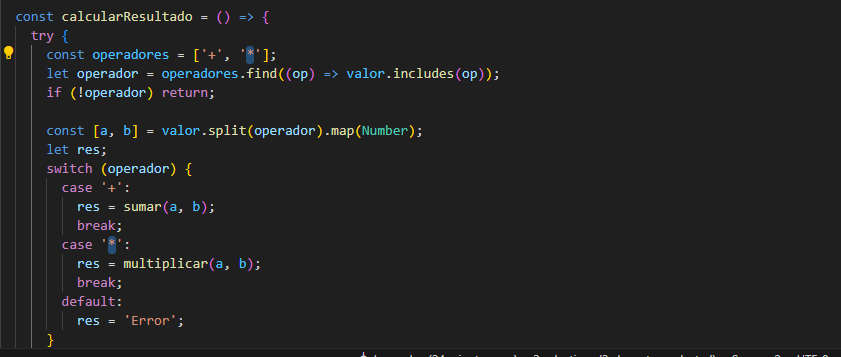 const calcularResultado = () => {
try {
const operadores = ['+', '*'];
let operador = operadores.find((op) => valor.includes(op));
if (!operador) return;
const [a, b] = valor.split(operador).map(Number);
let res;
switch (operador) {
case '+':
res = sumar(a, b);
break;
case '*':
res = multiplicar(a, b);
break;
default:
res = 'Error';
}